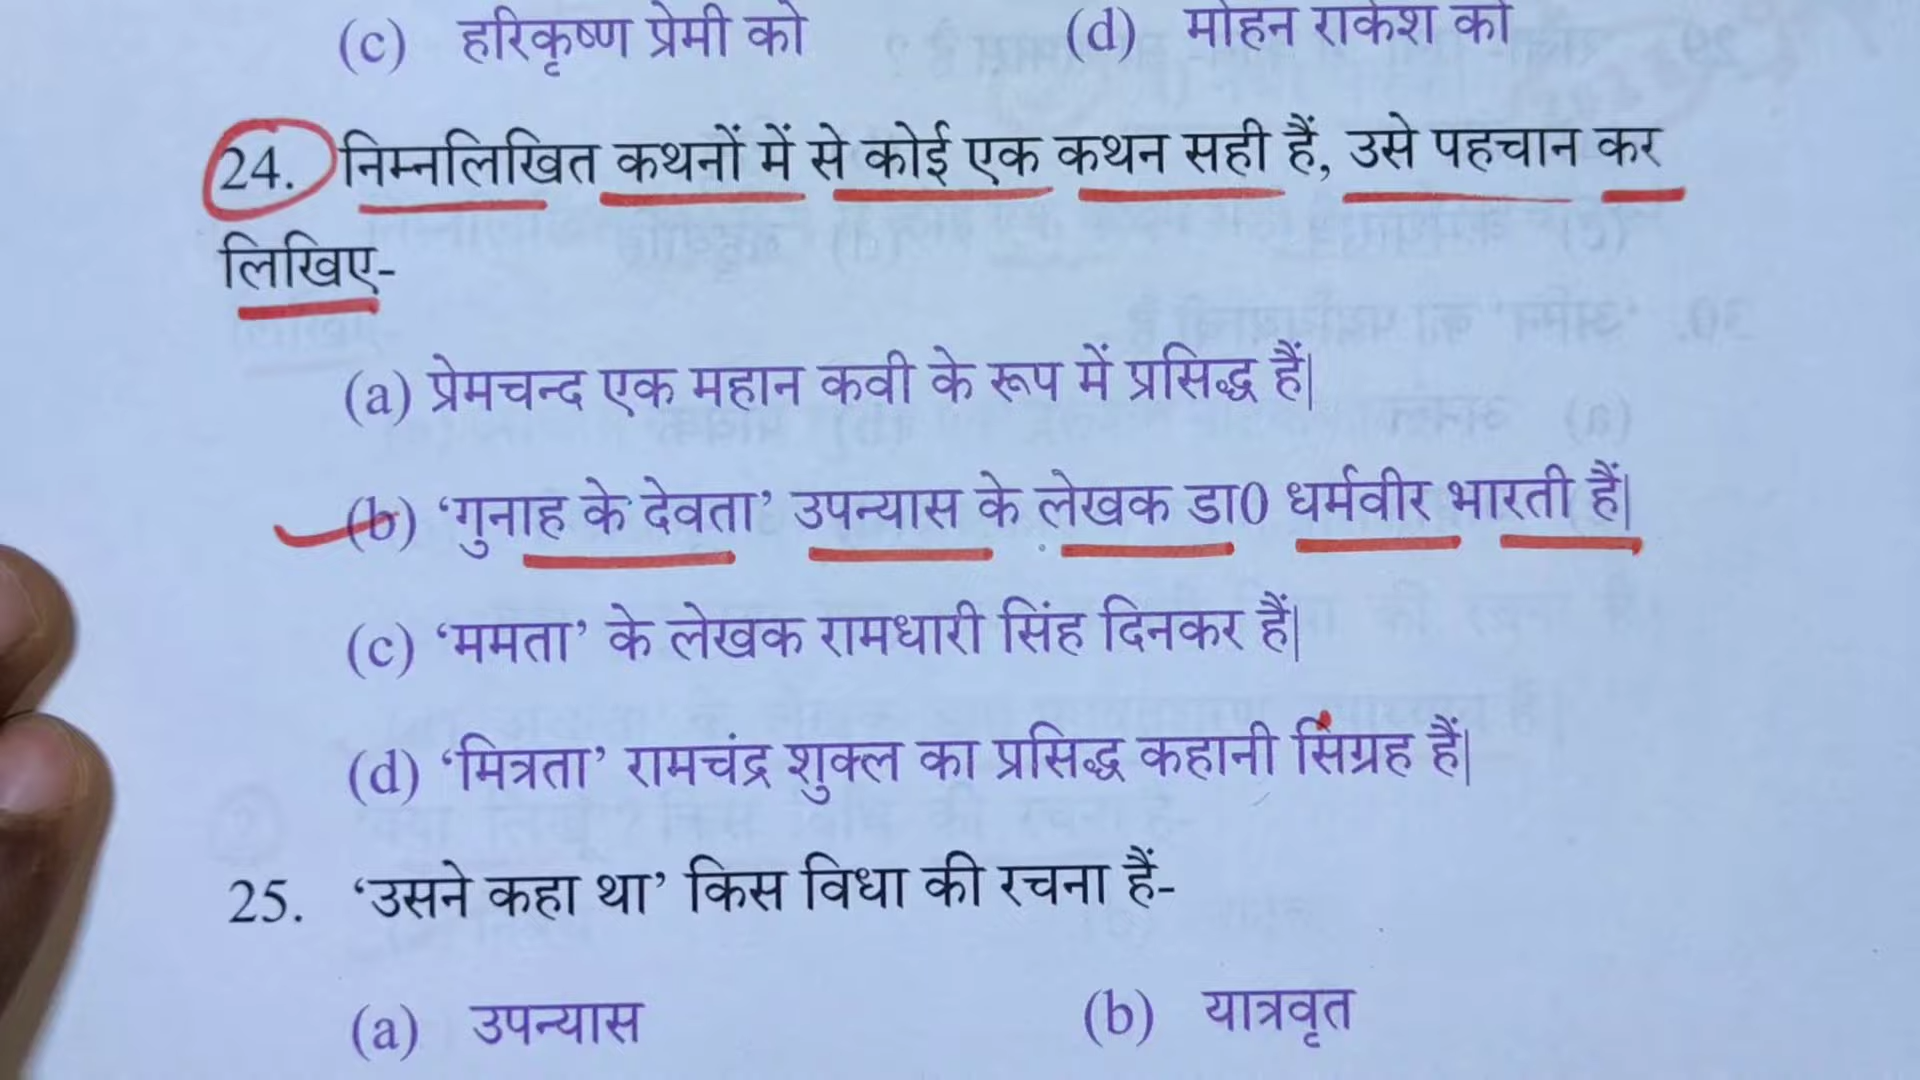 (c) हरिकृष्ण प्रेमी को (d) मोहन राकेश को
24. निम्नलिखित कथनों में से कोई एक कथन सही हैं, उसे पहचान कर
लिखिए-
(a) प्रेमचन्द एक महान कवी के रूप में प्रसिद्ध हैं|
(b) ‘गुनाह के देवता’ उपन्यास के लेखक डा0 धर्मवीर भारती हैं|
(c) ‘ममता’ के लेखक रामधारी सिंह दिनकर हैं|
(d) ‘मित्रता’ रामचंद्र शुक्ल का प्रसिद्ध कहानी सिंग्रह हैं|
25. ‘उसने कहा था’ किस विधा की रचना हैं-
(a) उपन्यास (b) यात्रवृत